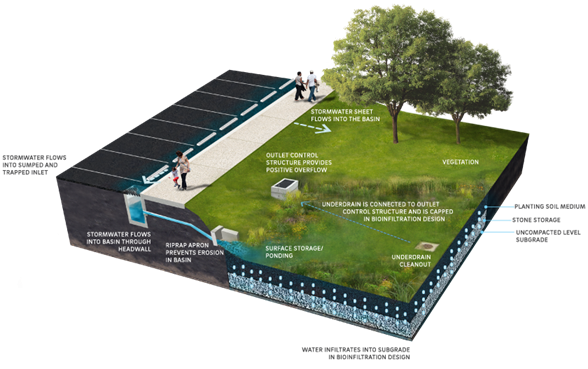 STORMWATER SHEET
FLOWS INTO THE BASIN
STORMWATER FLOWS
INTO SUMPED AND
TRAPPED INLET
OUTLET CONTROL
STRUCTURE PROVIDES
POSITIVE OVERFLOW
VEGETATION
UNDERDRAIN IS CONNECTED TO OUTLET
CONTROL STRUCTURE AND IS CAPPED
IN BIOINFILTRATION DESIGN
PLANTING SOIL MEDIUM
STONE STORAGE
UNCOMPACTED LEVEL
SUBGRADE
STORMWATER FLOWS
INTO BASIN THROUGH
HEADWALL
RIPRAP APRON
PREVENTS EROSION
IN BASIN
SURFACE STORAGE/
PONDING
UNDERDRAIN
CLEANOUT
WATER INFILTRATES INTO SUBGRADE
IN BIOINFILTRATION DESIGN